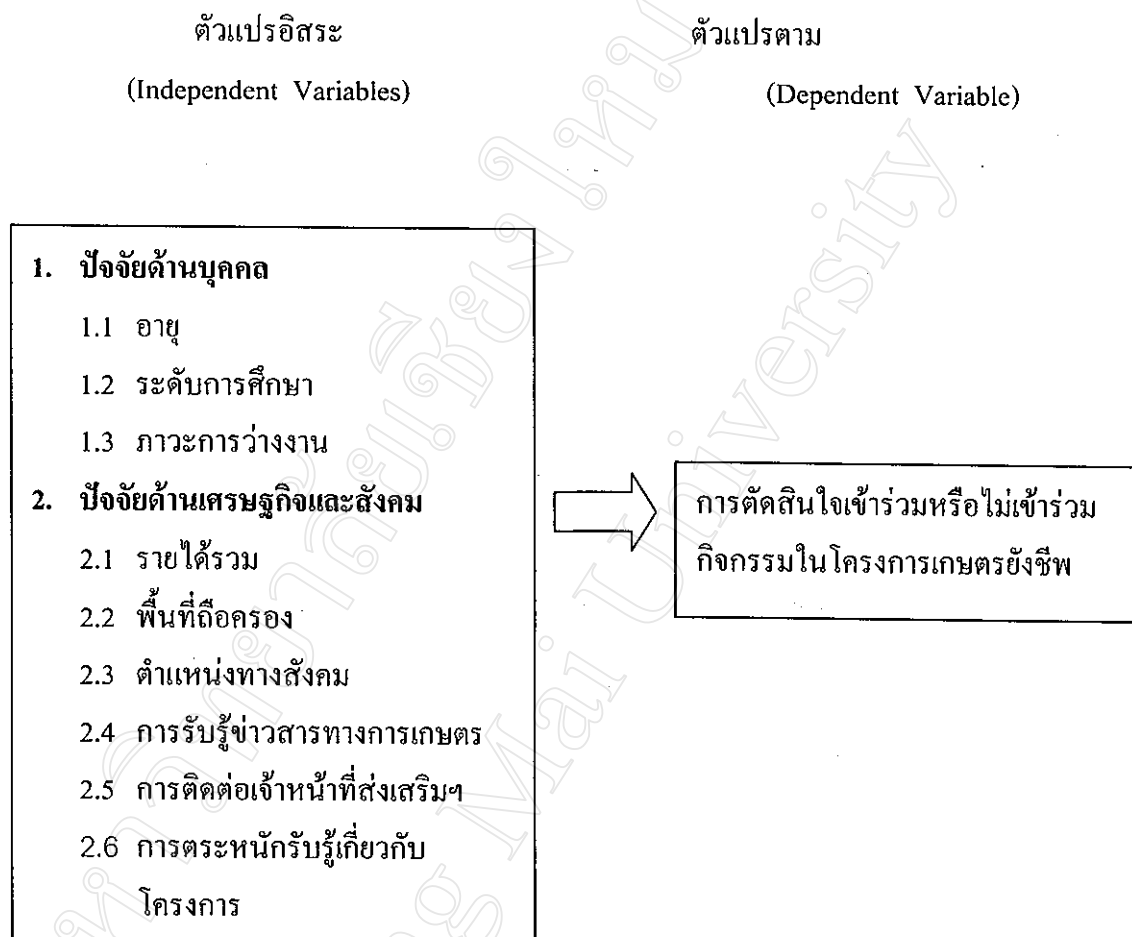 ตัวแปรอิสระ
(Independent Variables)
ตัวแปรตาม
(Dependent Variable)
1. ปัจจัยด้านบุคคล
1.1 อายุ
1.2 ระดับการศึกษา
1.3 ภาวะการว่างงาน
2. ปัจจัยด้านเศรษฐกิจและสังคม
2.1 รายได้รวม
2.2 พื้นที่ถือครอง
2.3 ตำแหน่งทางสังคม
2.4 การรับรู้ข่าวสารทางการเกษตร
2.5 การติดต่อเจ้าหน้าที่ส่งเสริมฯ
2.6 การตระหนักรับรู้เกี่ยวกับ
โครงการ
การตัดสินใจเข้าร่วมหรือไม่เข้าร่วม
กิจกรรมในโครงการเกษตรยังชีพ
ยาลัยเชียงใหม่
Mai University